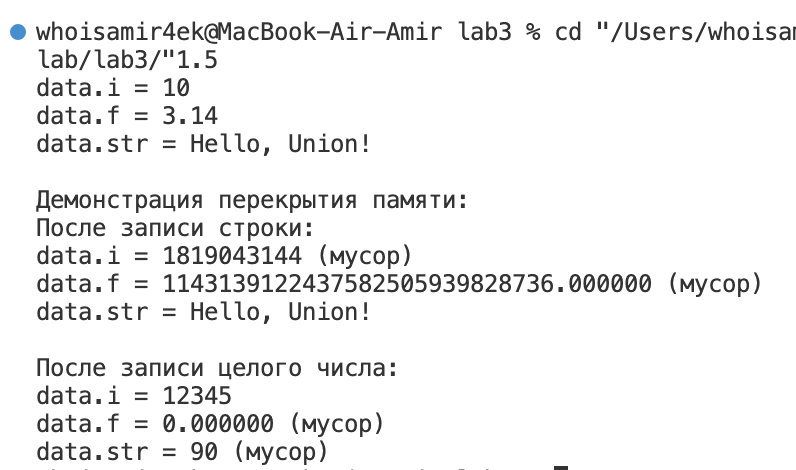 whoisamir4ek@MacBook-Air-Amir lab3 % cd "/Users/whoisam
lab/lab3/"1.5
data.i = 10
data.f = 3.14
data.str = Hello, Union!
Демонстрация перекрытия памяти:
После записи строки:
data.i = 1819043144 (мусор)
data.f = 1143139122437582505939828736.000000 (мусор)
data.str = Hello, Union!
После записи целого числа:
data.i = 12345
data.f = 0.000000 (мусор)
data.str = 90 (мусор)